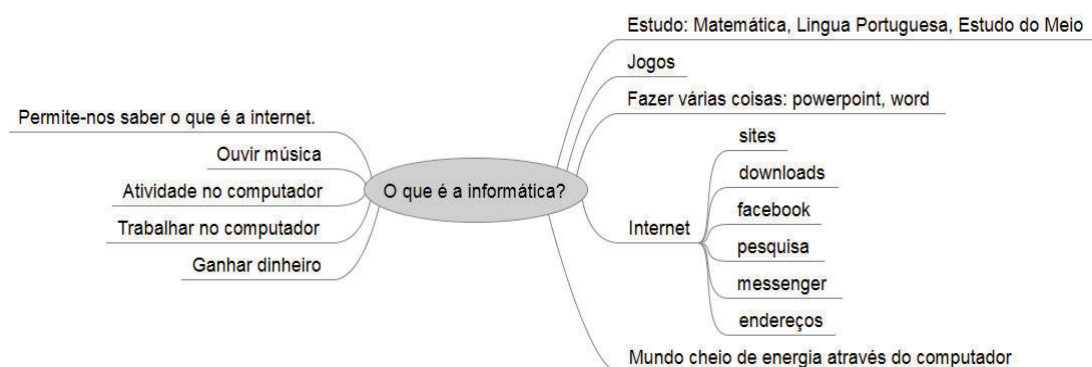 O que é a informática?
Permite-nos saber o que é a internet.
Ouvir música
Atividade no computador
Trabalhar no computador
Ganhar dinheiro
Estudo: Matemática, Lingua Portuguesa, Estudo do Meio
Jogos
Fazer várias coisas: powerpoint, word
Internet
sites
downloads
facebook
pesquisa
messenger
endereços
Mundo cheio de energia através do computador